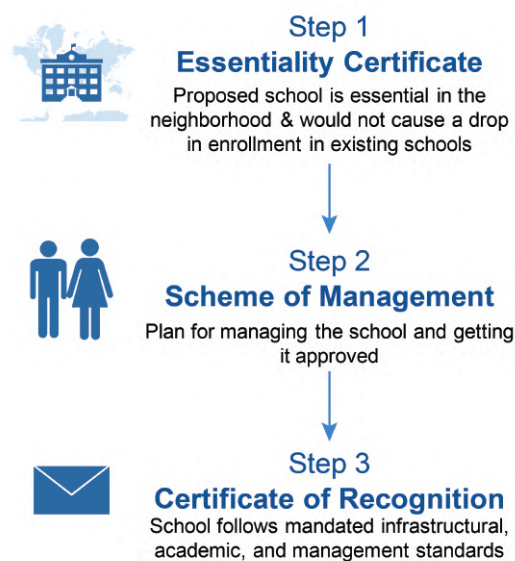 Step 1
Essentiality Certificate
Proposed school is essential in the
neighborhood & would not cause a drop
in enrollment in existing schools
Step 2
Scheme of Management
Plan for managing the school and getting
it approved
Step 3
Certificate of Recognition
School follows mandated infrastructural,
academic, and management standards